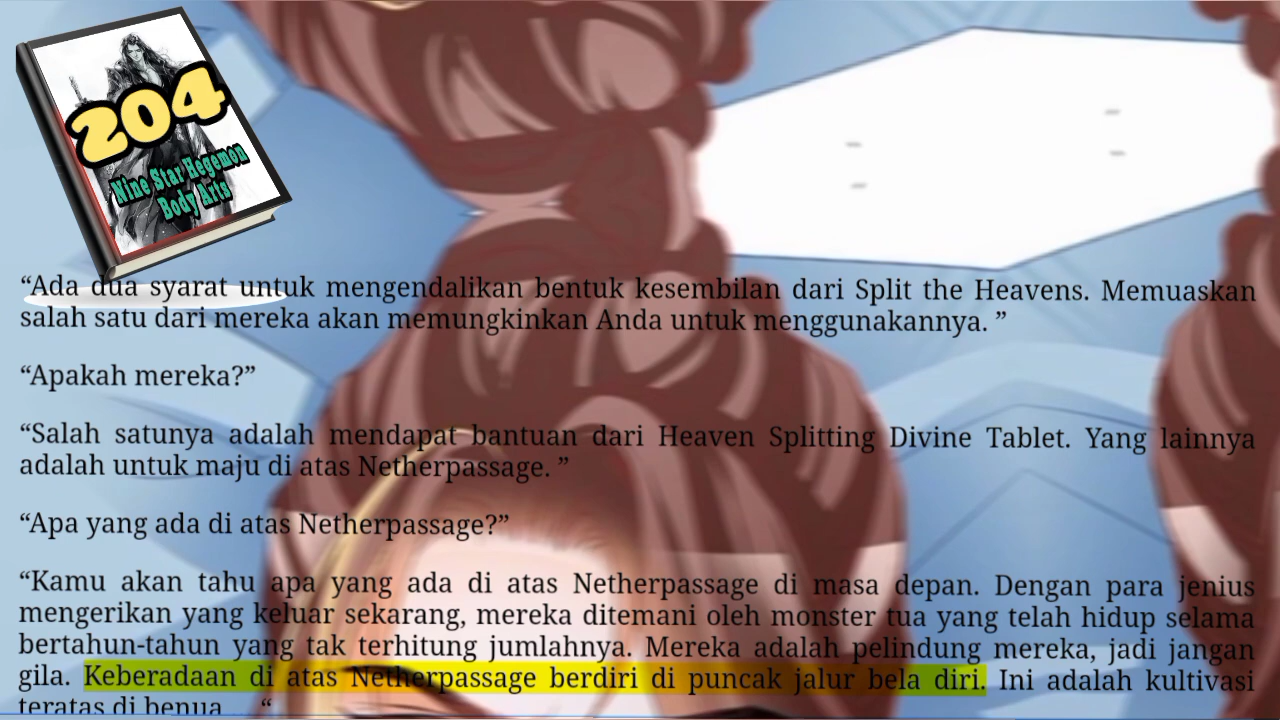 204
Nine Star Hegemon
Body Arts
“Ada dua syarat untuk mengendalikan bentuk kesembilan dari Split the Heavens. Memuaskan
salah satu dari mereka akan memungkinkan Anda untuk menggunakannya. ”
“Apakah mereka?”
“Salah satunya adalah mendapat bantuan dari Heaven Splitting Divine Tablet. Yang lainnya
adalah untuk maju di atas Netherpassage. ”
“Apa yang ada di atas Netherpassage?”
“Kamu akan tahu apa yang ada di atas Netherpassage di masa depan. Dengan para jenius
mengerikan yang keluar sekarang, mereka ditemani oleh monster tua yang telah hidup selama
bertahun-tahun yang tak terhitung jumlahnya. Mereka adalah pelindung mereka, jadi jangan
gila. Keberadaan di atas Netherpassage berdiri di puncak jalur bela diri. Ini adalah kultivasi
teratas di benua ... “